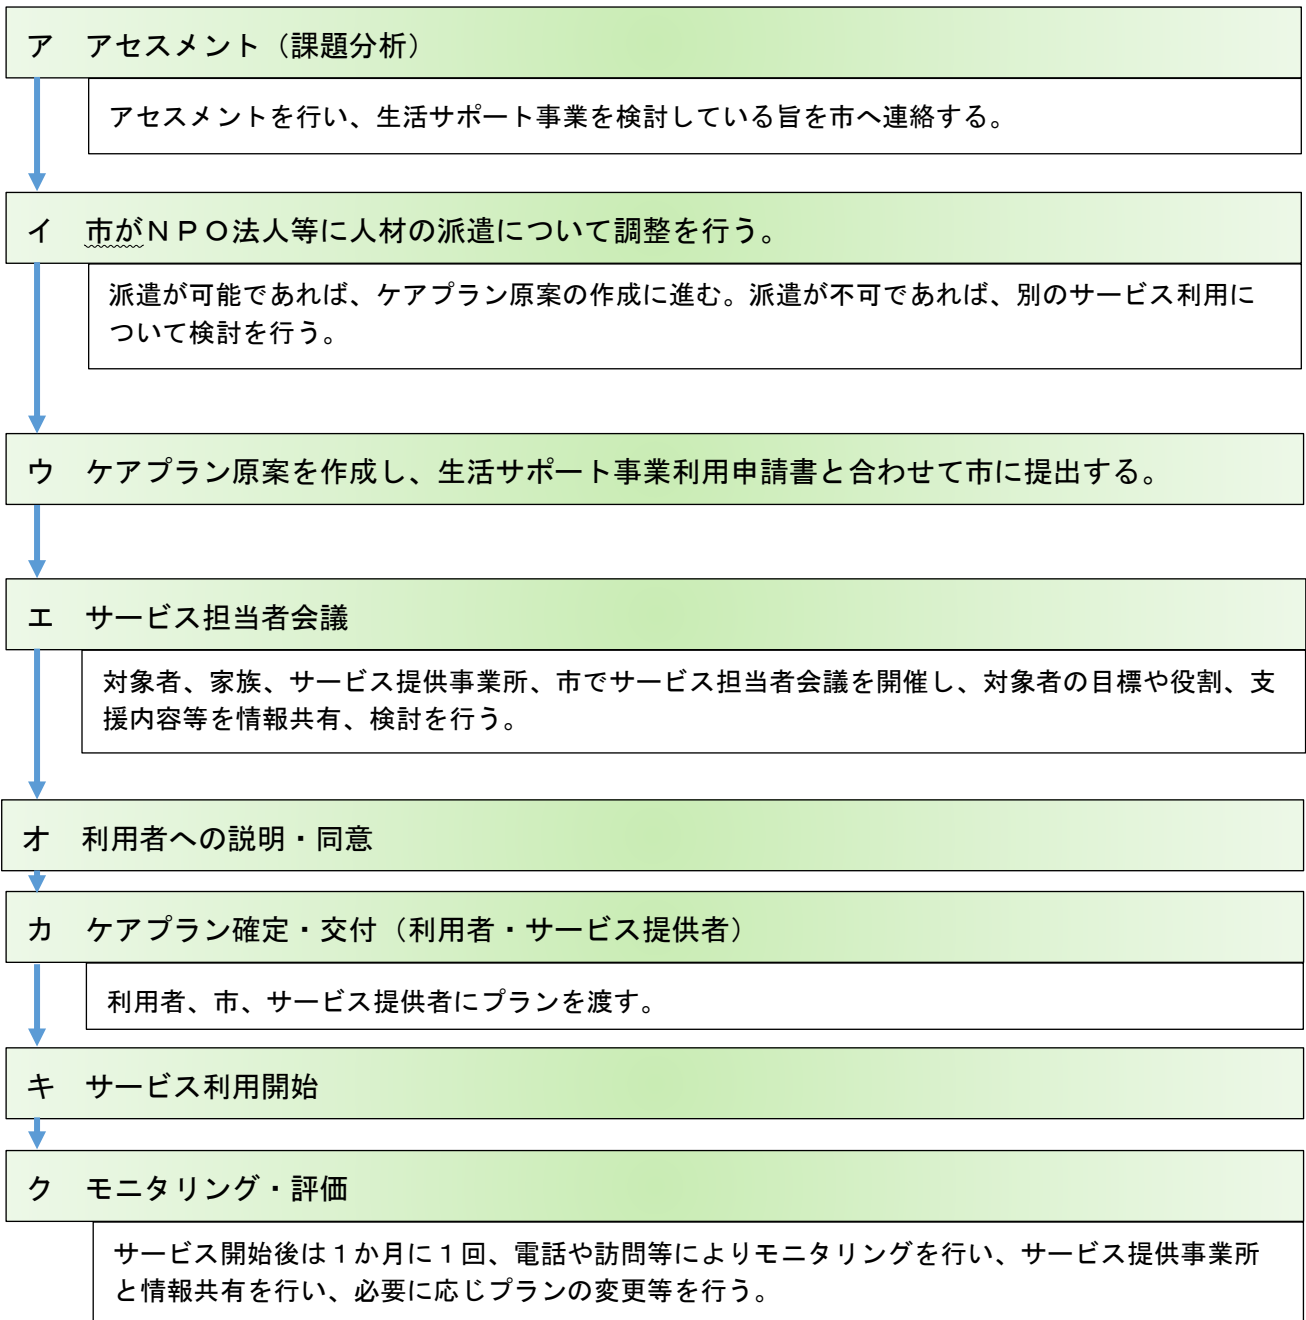 ア　アセスメント（課題分析）
アセスメントを行い、生活サポート事業を検討している旨を市へ連絡する。
イ　市がＮＰＯ法人等に人材の派遣について調整を行う。
派遣が可能であれば、ケアプラン原案の作成に進む。派遣が不可であれば、別のサービス利用に
ついて検討を行う。
ウ　ケアプラン原案を作成し、生活サポート事業利用申請書と合わせて市に提出する。
エ　サービス担当者会議
対象者、家族、サービス提供事業所、市でサービス担当者会議を開催し、対象者の目標や役割、支
援内容等を情報共有、検討を行う。
オ　利用者への説明・同意
カ　ケアプラン確定・交付（利用者・サービス提供者）
利用者、市、サービス提供者にプランを渡す。
キ　サービス利用開始
ク　モニタリング・評価
サービス開始後は１か月に１回、電話や訪問等によりモニタリングを行い、サービス提供事業所
と情報共有を行い、必要に応じプランの変更等を行う。